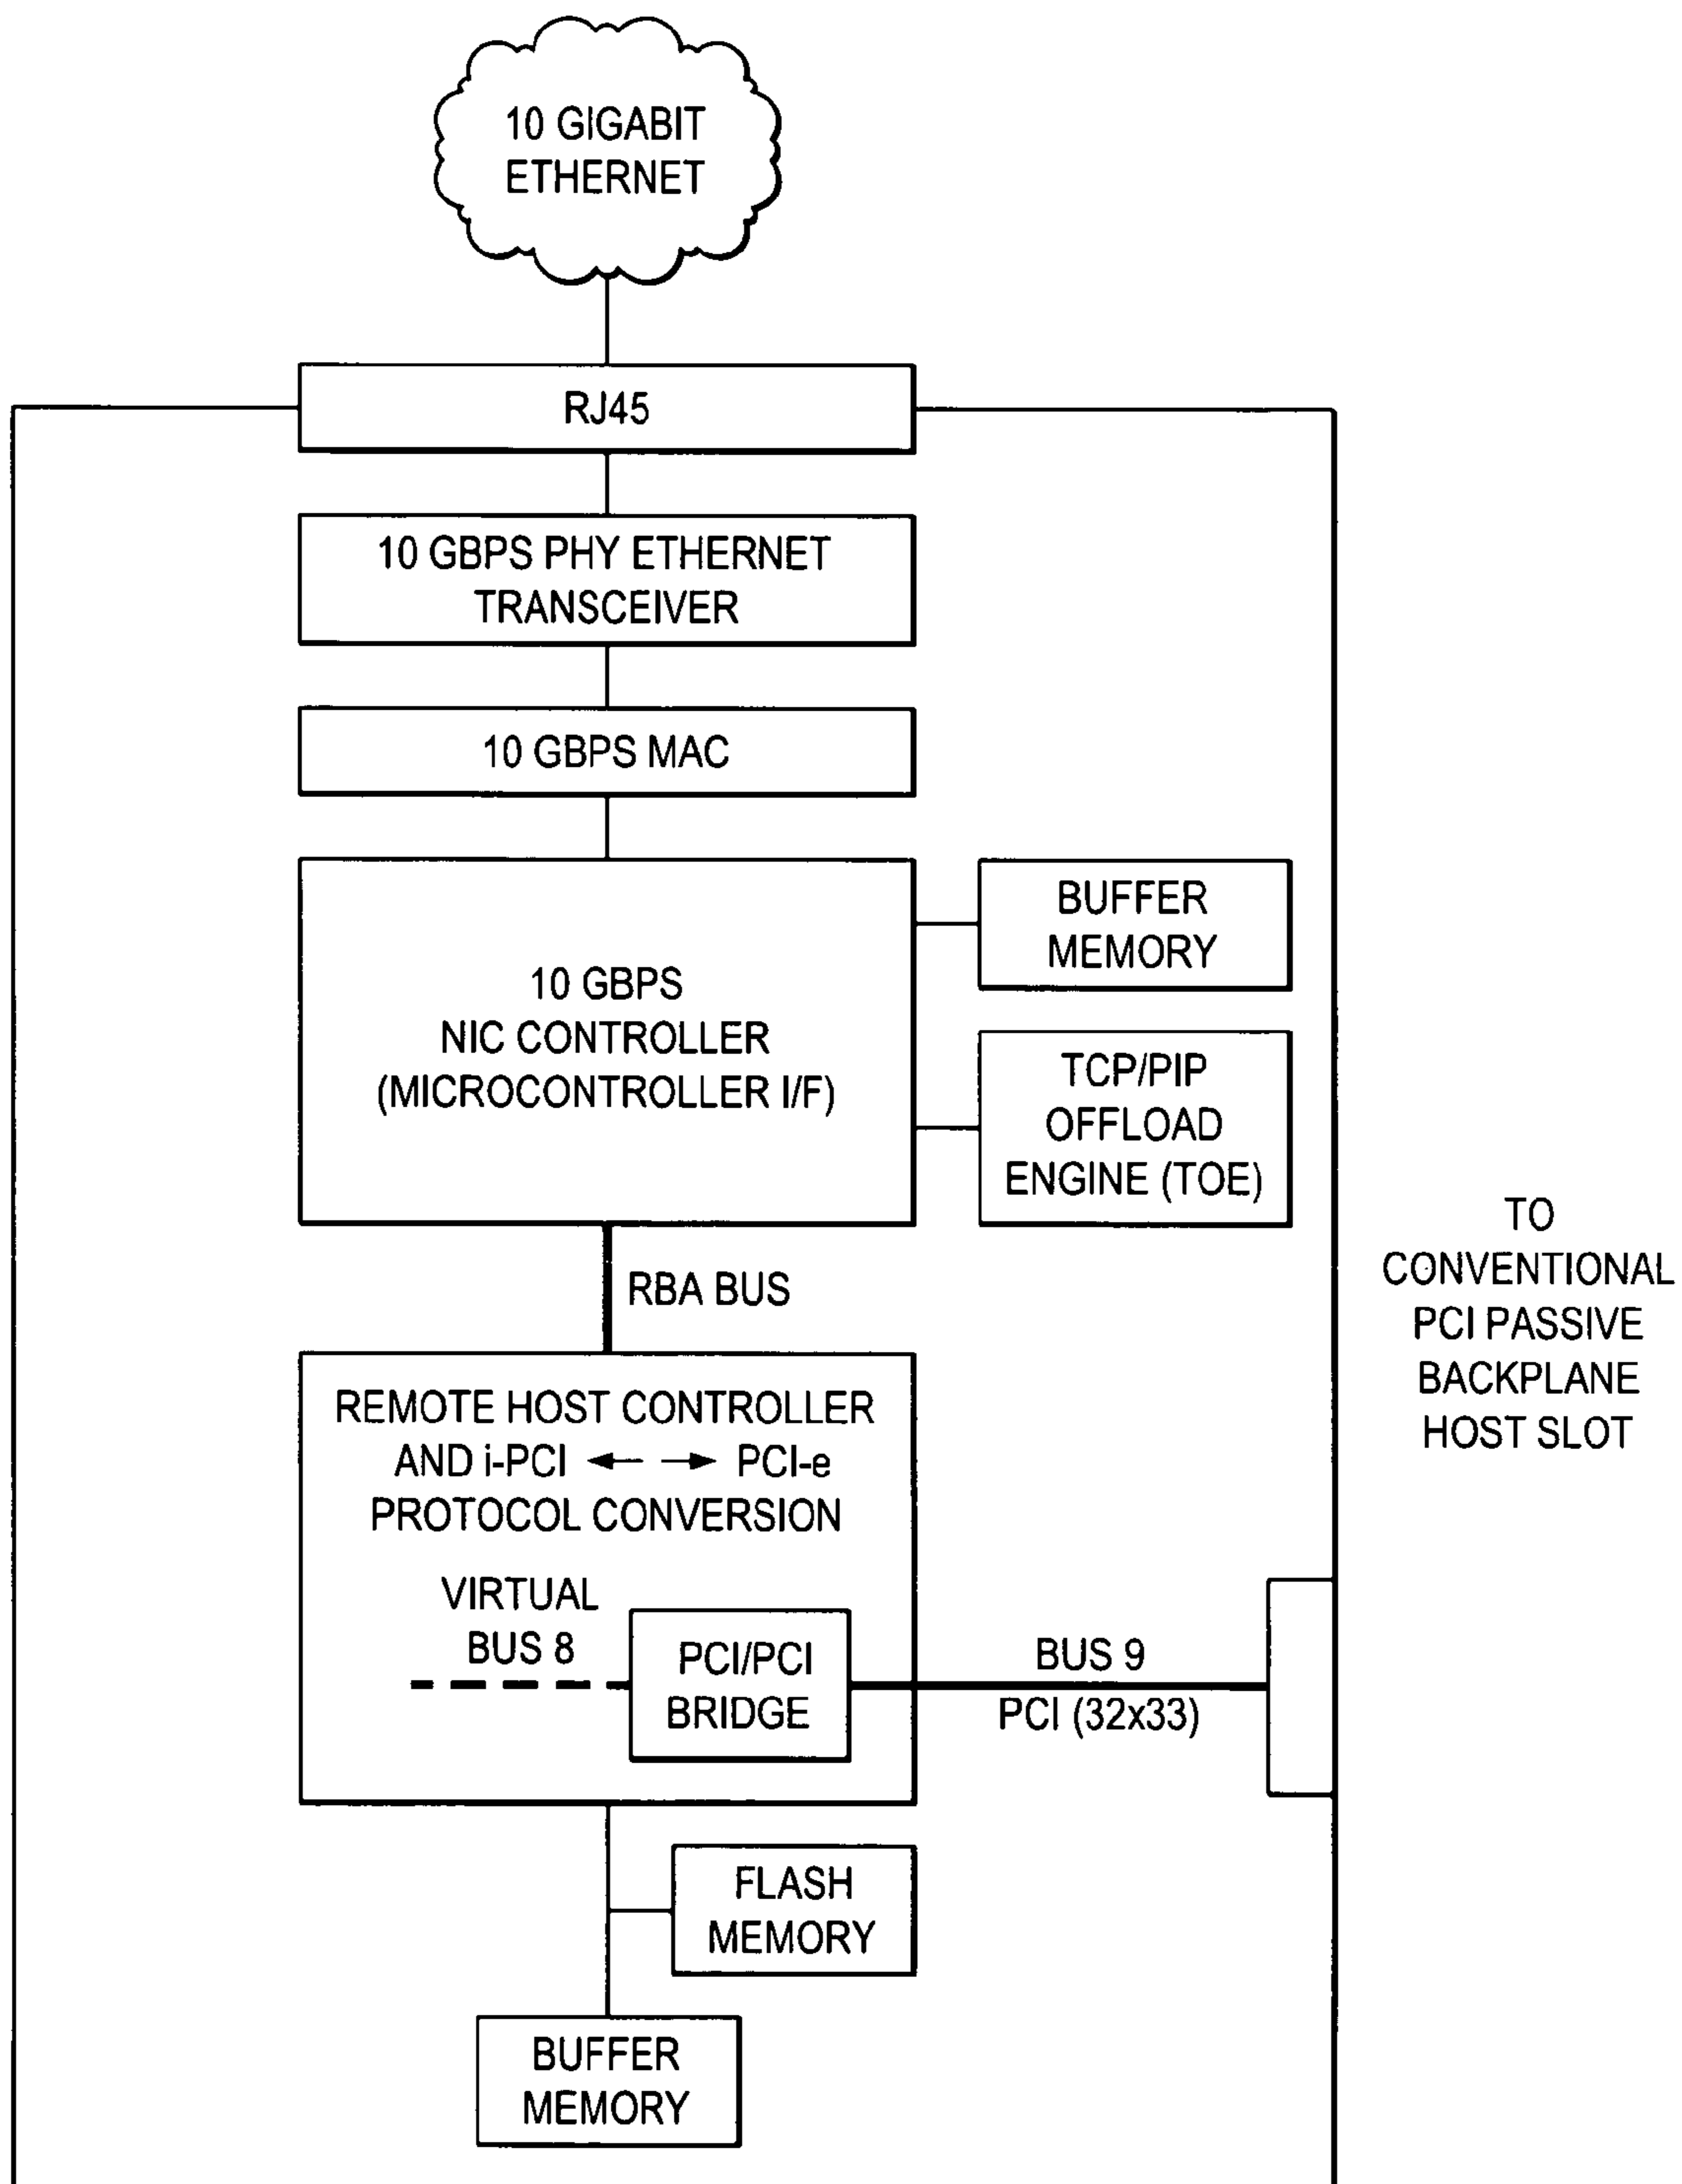 10 GIGABIT
ETHERNET
RJ45
10 GBPS PHY ETHERNET
TRANSCEIVER
10 GBPS MAC
10 GBPS
NIC CONTROLLER
(MICROCONTROLLER I/F)
BUFFER
MEMORY
TCP/PIP
OFFLOAD
ENGINE (TOE)
RBA BUS
TO
CONVENTIONAL
PCI PASSIVE
BACKPLANE
HOST SLOT
REMOTE HOST CONTROLLER
AND i-PCI ◄– –► PCI-e
PROTOCOL CONVERSION
VIRTUAL
BUS 8
PCI/PCI
BRIDGE
BUS 9
PCI (32x33)
FLASH
MEMORY
BUFFER
MEMORY